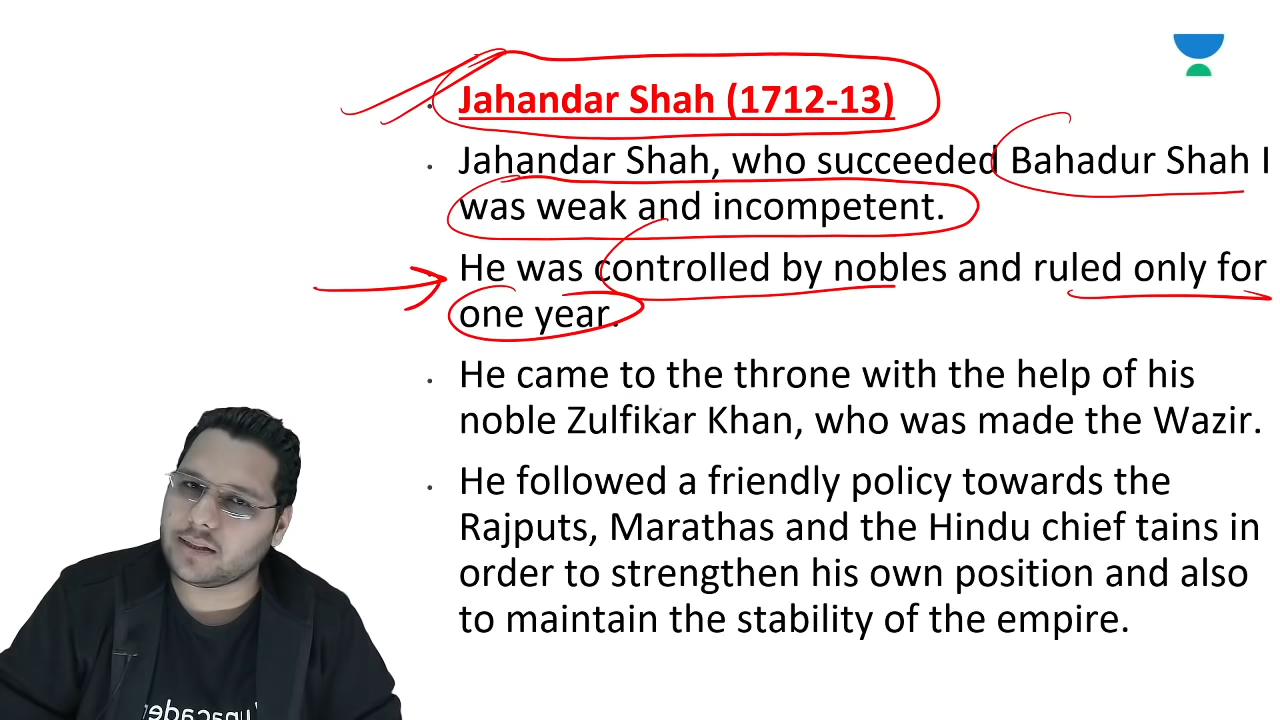 Jahandar Shah (1712-13)
Jahandar Shah, who succeeded Bahadur Shah I
was weak and incompetent.
He was controlled by nobles and ruled only for
one year.
He came to the throne with the help of his
noble Zulfikar Khan, who was made the Wazir.
He followed a friendly policy towards the
Rajputs, Marathas and the Hindu chief tains in
order to strengthen his own position and also
to maintain the stability of the empire.